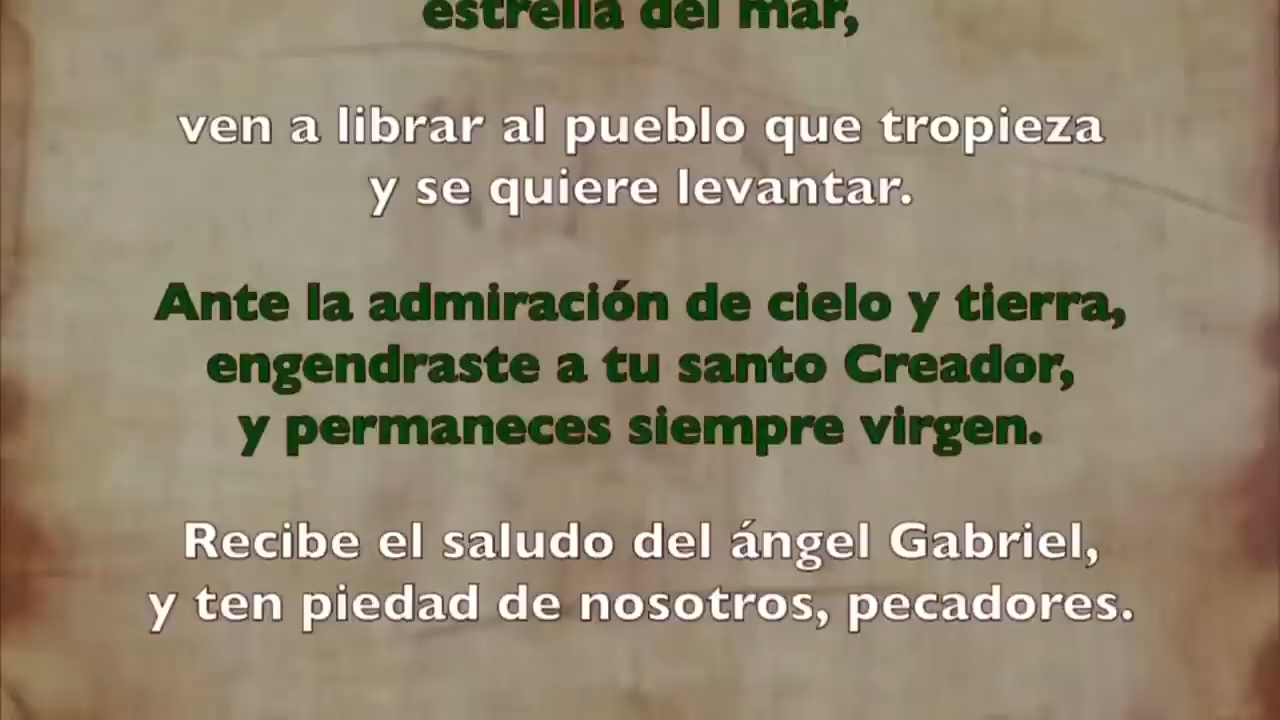 estrella del mar,
ven a librar al pueblo que tropieza
y se quiere levantar.
Ante la admiración de cielo y tierra,
engendraste a tu santo Creador,
y permaneces siempre virgen.
Recibe el saludo del ángel Gabriel,
y ten piedad de nosotros, pecadores.